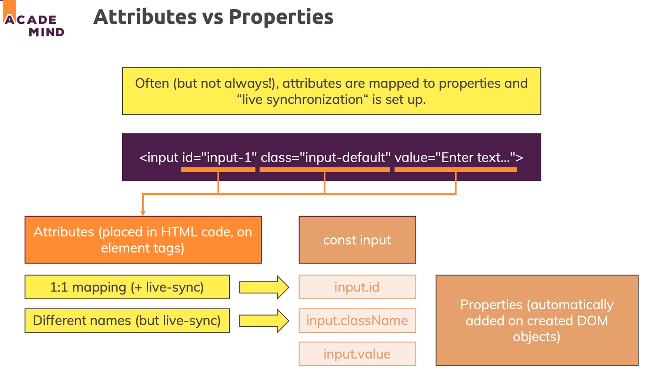 ACADE
MIND
Attributes vs Properties
Often (but not always!), attributes are mapped to properties and
"live synchronization" is set up.
<input id="input-1" class="input-default" value="Enter text...">
Attributes (placed in HTML code, on
element tags)
const input
1:1 mapping (+ live-sync)
input.id
Different names (but live-sync)
input.className
input.value
Properties (automatically
added on created DOM
objects)